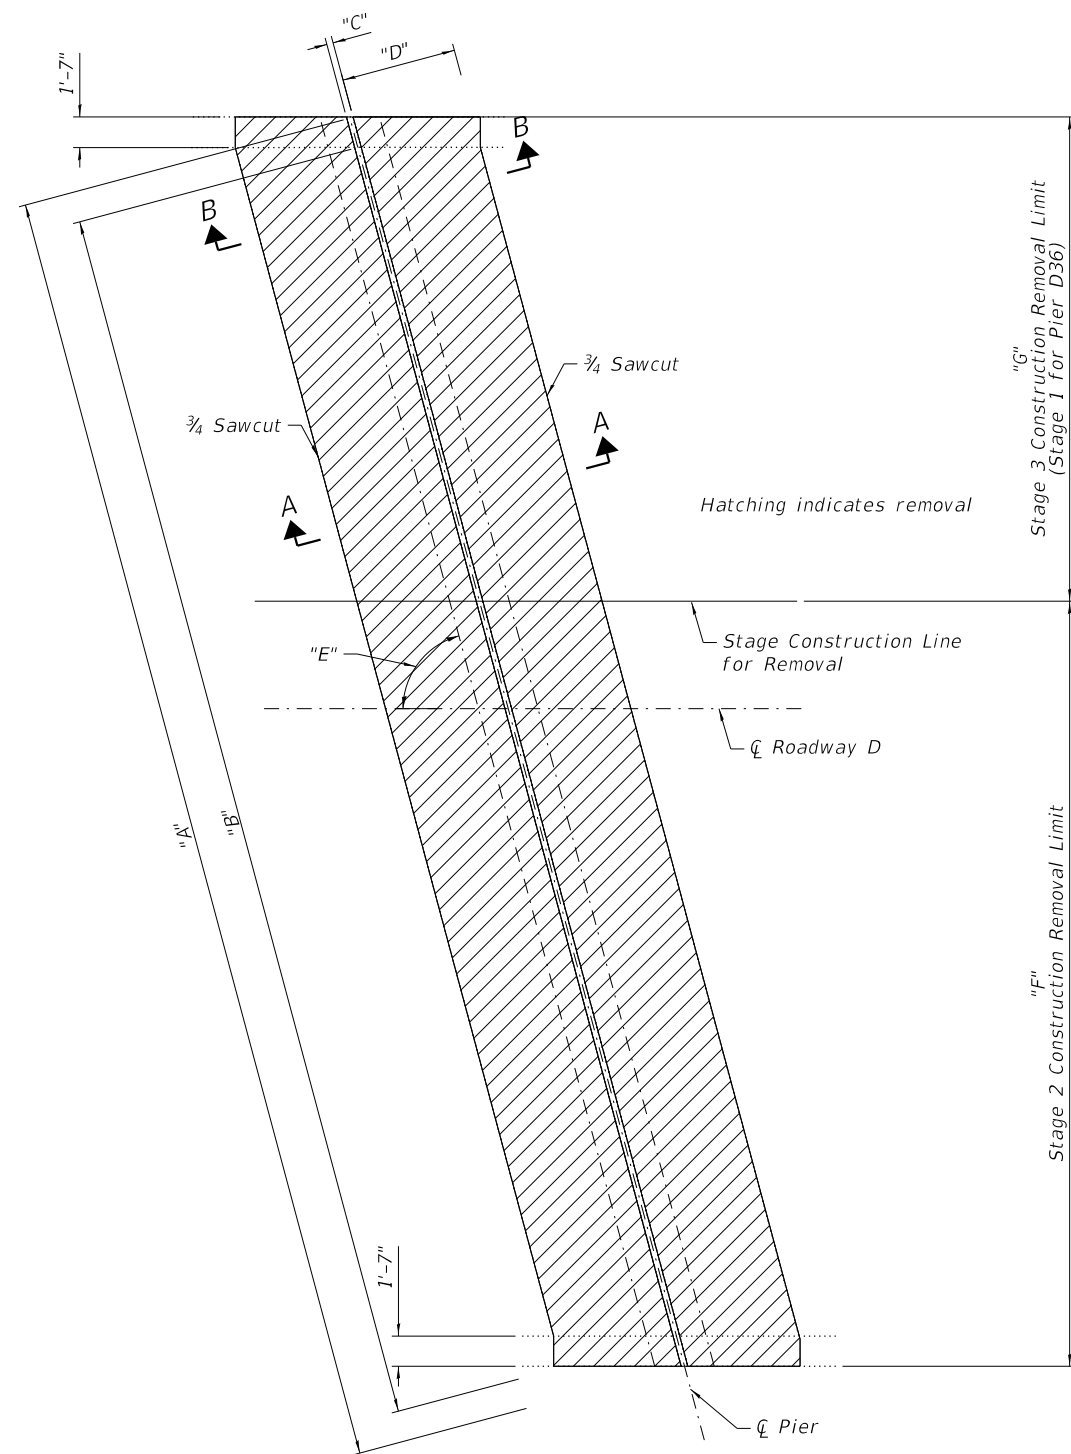 "C"
"D"
1'-7"
B
B
"G"
Stage 3 Construction Removal Limit
(Stage 1 for Pier D36)
¾ Sawcut
¾ Sawcut
A
A
Hatching indicates removal
Stage Construction Line
for Removal
"E"
℄ Roadway D
"A"
"B"
"F"
Stage 2 Construction Removal Limit
1'-7"
℄ Pier